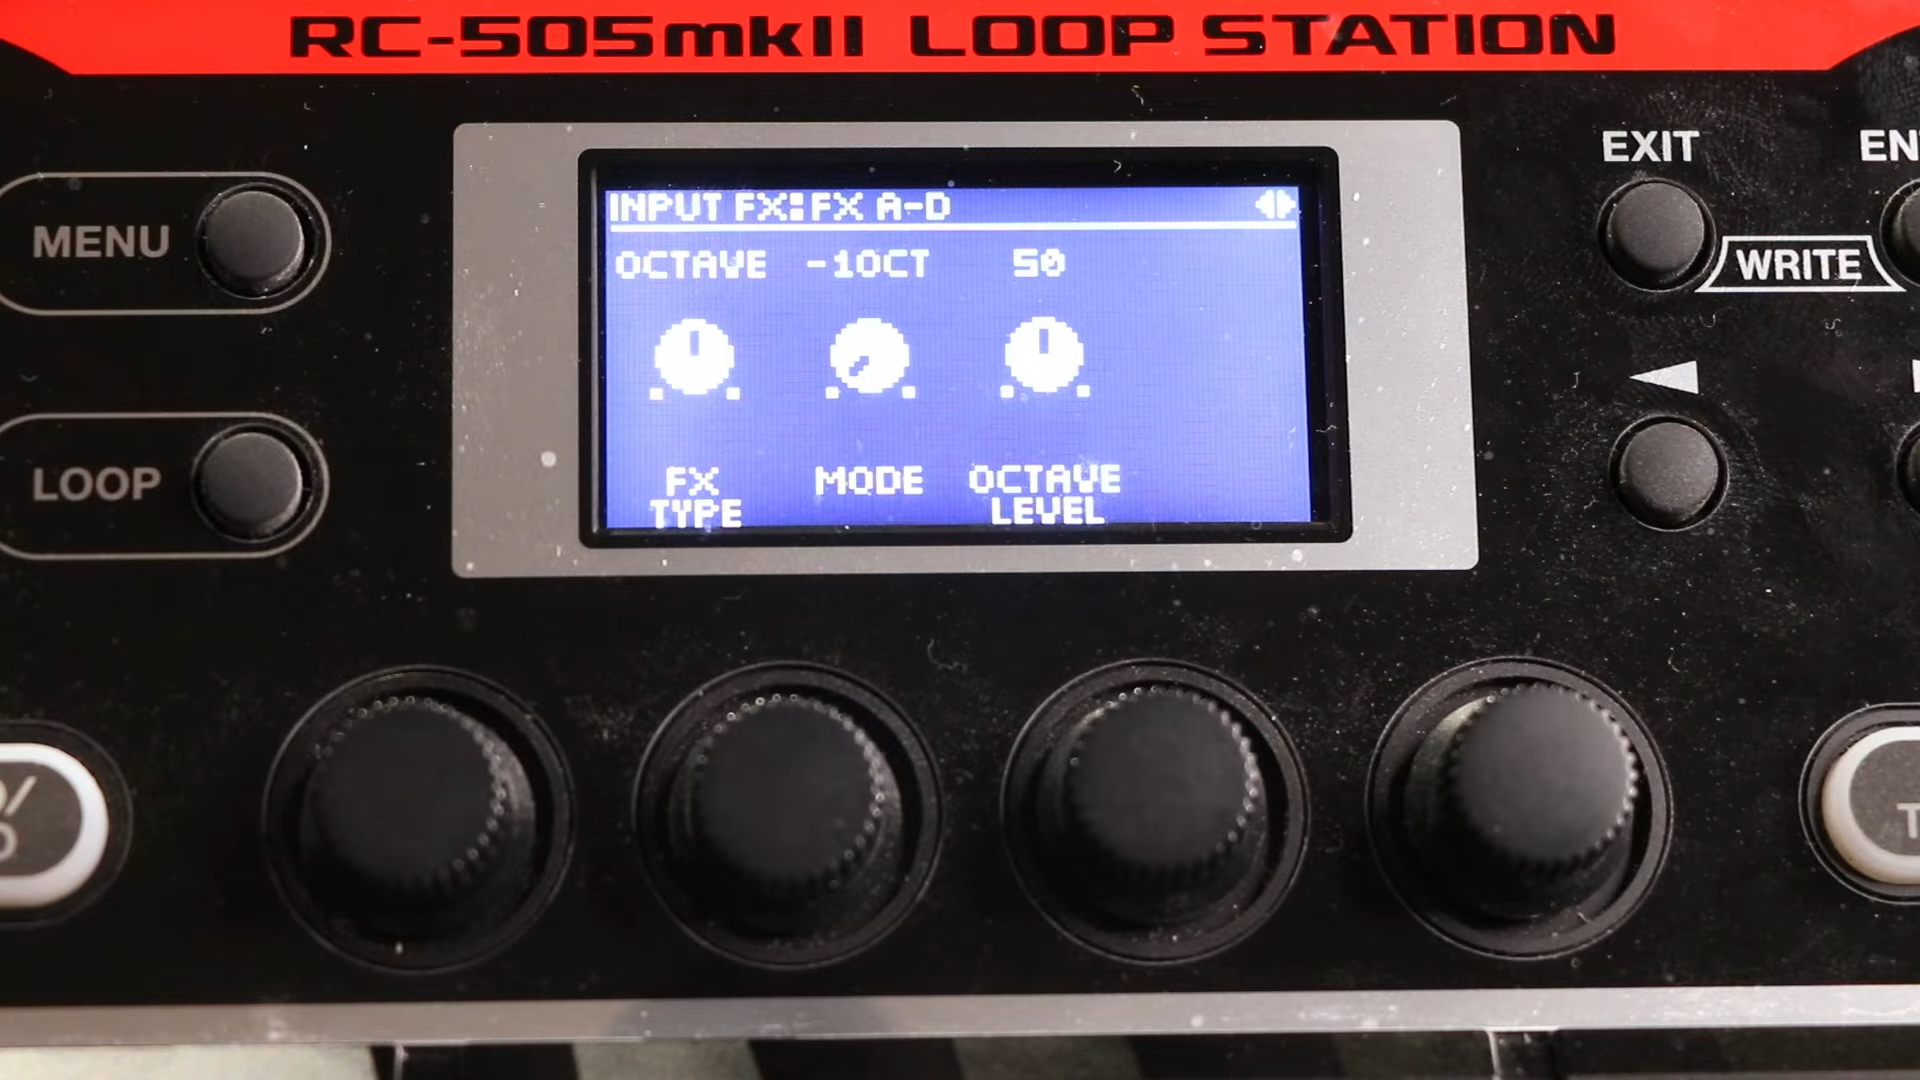 RC-505mkII LOOP STATION
EXIT
MENU
INPUT FX:FX A-D
OCTAVE -1OCT 50
WRITE
LOOP
FX TYPE
MODE
OCTAVE LEVEL